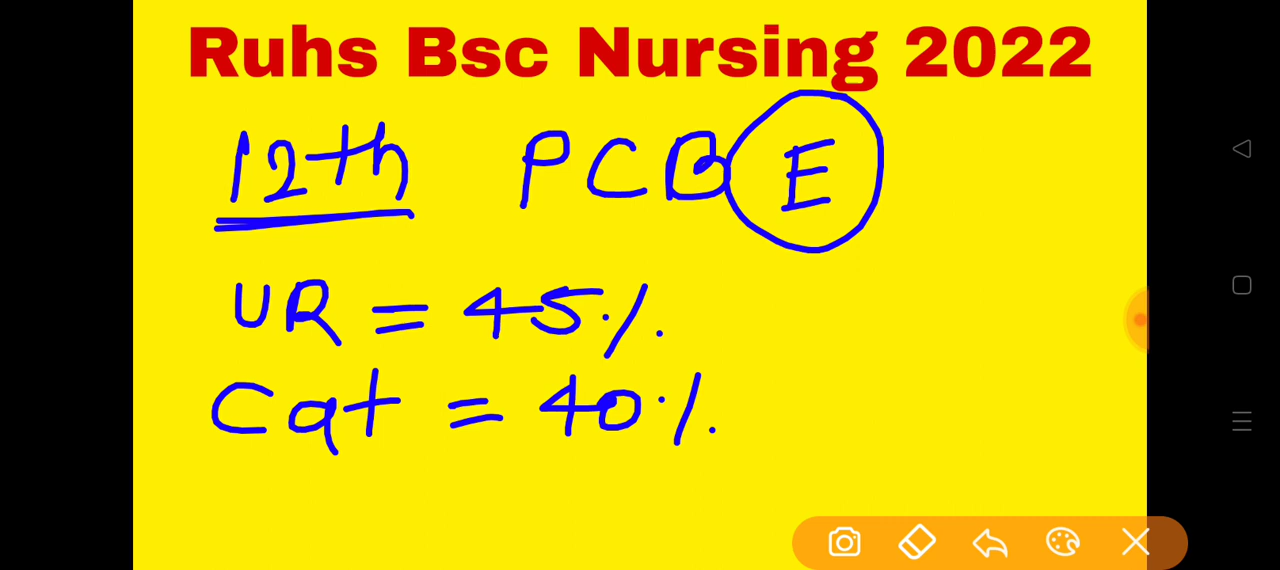 Ruhs Bsc Nursing 2022
12th PCB E
UR = 45%.
Cat = 40%.